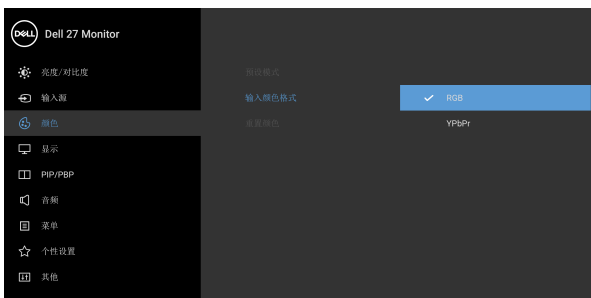 DELL Dell 27 Monitor
亮度/对比度
预设模式
输入源
输入颜色格式
RGB
颜色
重置颜色
YPbPr
显示
PIP/PBP
音频
菜单
个性设置
其他